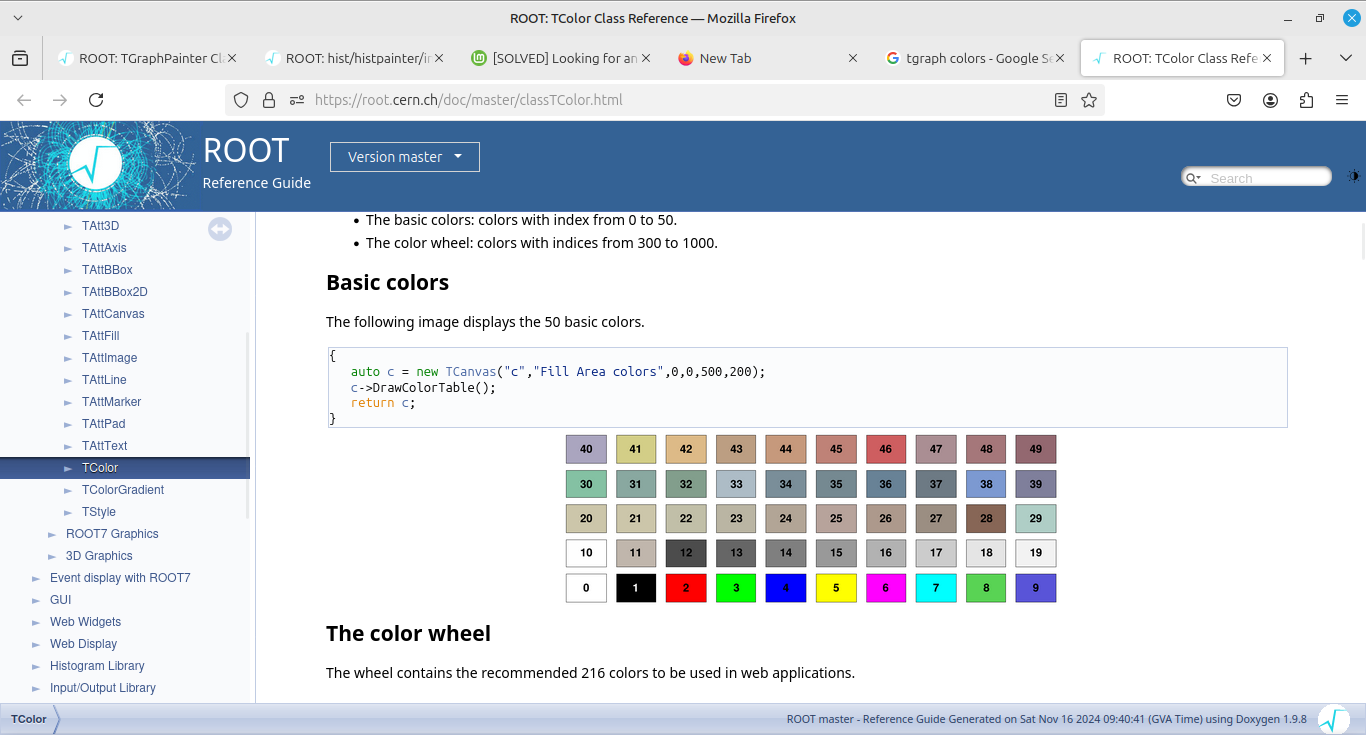 ROOT: TColor Class Reference — Mozilla Firefox
ROOT: TGraphPainter Cl
ROOT: hist/histpainter/ir
[SOLVED] Looking for an
New Tab
tgraph colors - Google Se
ROOT: TColor Class Refe
https://root.cern.ch/doc/master/classTColor.html
ROOT
Reference Guide
Version master
Search
TAtt3D
TAttAxis
TAttBBox
TAttBBox2D
TAttCanvas
TAttFill
TAttImage
TAttLine
TAttMarker
TAttPad
TAttText
TColor
TColorGradient
TStyle
ROOT7 Graphics
3D Graphics
Event display with ROOT7
GUI
Web Widgets
Web Display
Histogram Library
Input/Output Library
• The basic colors: colors with index from 0 to 50.
• The color wheel: colors with indices from 300 to 1000.
Basic colors
The following image displays the 50 basic colors.
{
auto c = new TCanvas("c","Fill Area colors",0,0,500,200);
c->DrawColorTable();
return c;
}
40 41 42 43 44 45 46 47 48 49
30 31 32 33 34 35 36 37 38 39
20 21 22 23 24 25 26 27 28 29
10 11 12 13 14 15 16 17 18 19
0 1 2 3 4 5 6 7 8 9
The color wheel
The wheel contains the recommended 216 colors to be used in web applications.
TColor
ROOT master - Reference Guide Generated on Sat Nov 16 2024 09:40:41 (GVA Time) using Doxygen 1.9.8